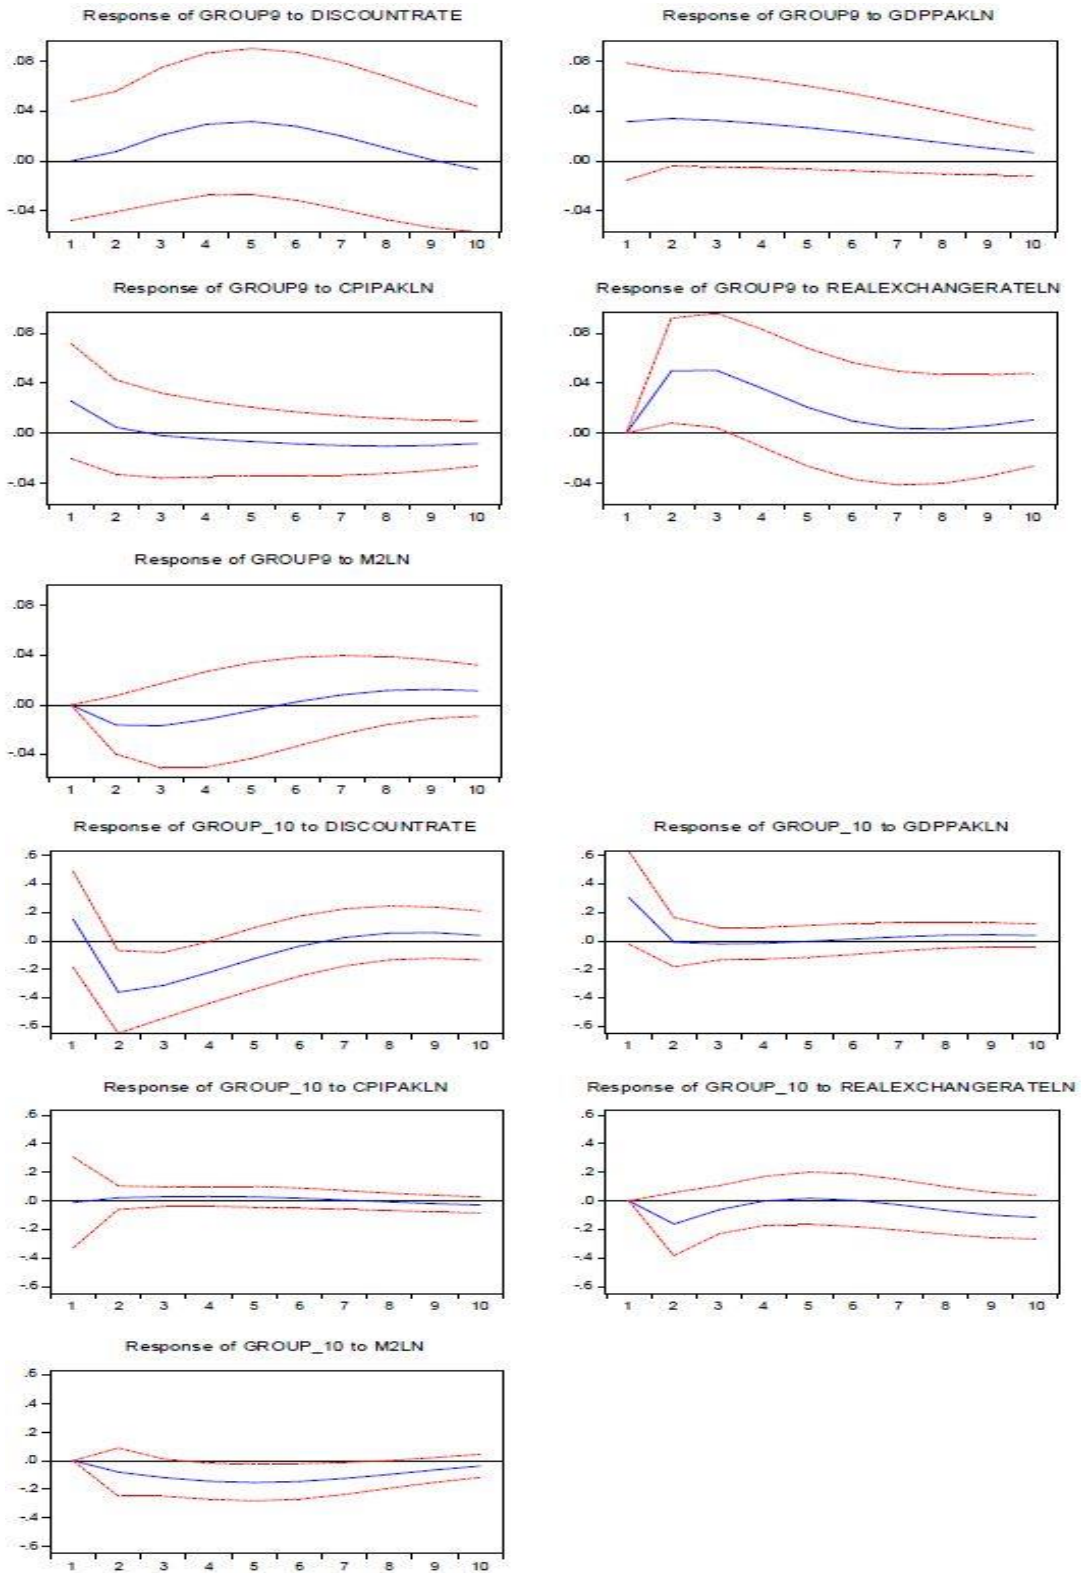 Response of GROUP9 to DISCOUNTRATE
.08
.04
.00
-.04
1 2 3 4 5 6 7 8 9 10
Response of GROUP9 to GDPPAKLN
.08
.04
.00
-.04
1 2 3 4 5 6 7 8 9 10
Response of GROUP9 to CPIPAKLN
.08
.04
.00
-.04
1 2 3 4 5 6 7 8 9 10
Response of GROUP9 to REALEXCHANGERATELN
.08
.04
.00
-.04
1 2 3 4 5 6 7 8 9 10
Response of GROUP9 to M2LN
.08
.04
.00
-.04
1 2 3 4 5 6 7 8 9 10
Response of GROUP_10 to DISCOUNTRATE
.6
.4
.2
.0
-.2
-.4
-.6
1 2 3 4 5 6 7 8 9 10
Response of GROUP_10 to GDPPAKLN
.6
.4
.2
.0
-.2
-.4
-.6
1 2 3 4 5 6 7 8 9 10
Response of GROUP_10 to CPIPAKLN
.6
.4
.2
.0
-.2
-.4
-.6
1 2 3 4 5 6 7 8 9 10
Response of GROUP_10 to REALEXCHANGERATELN
.6
.4
.2
.0
-.2
-.4
-.6
1 2 3 4 5 6 7 8 9 10
Response of GROUP_10 to M2LN
.6
.4
.2
.0
-.2
-.4
-.6
1 2 3 4 5 6 7 8 9 10